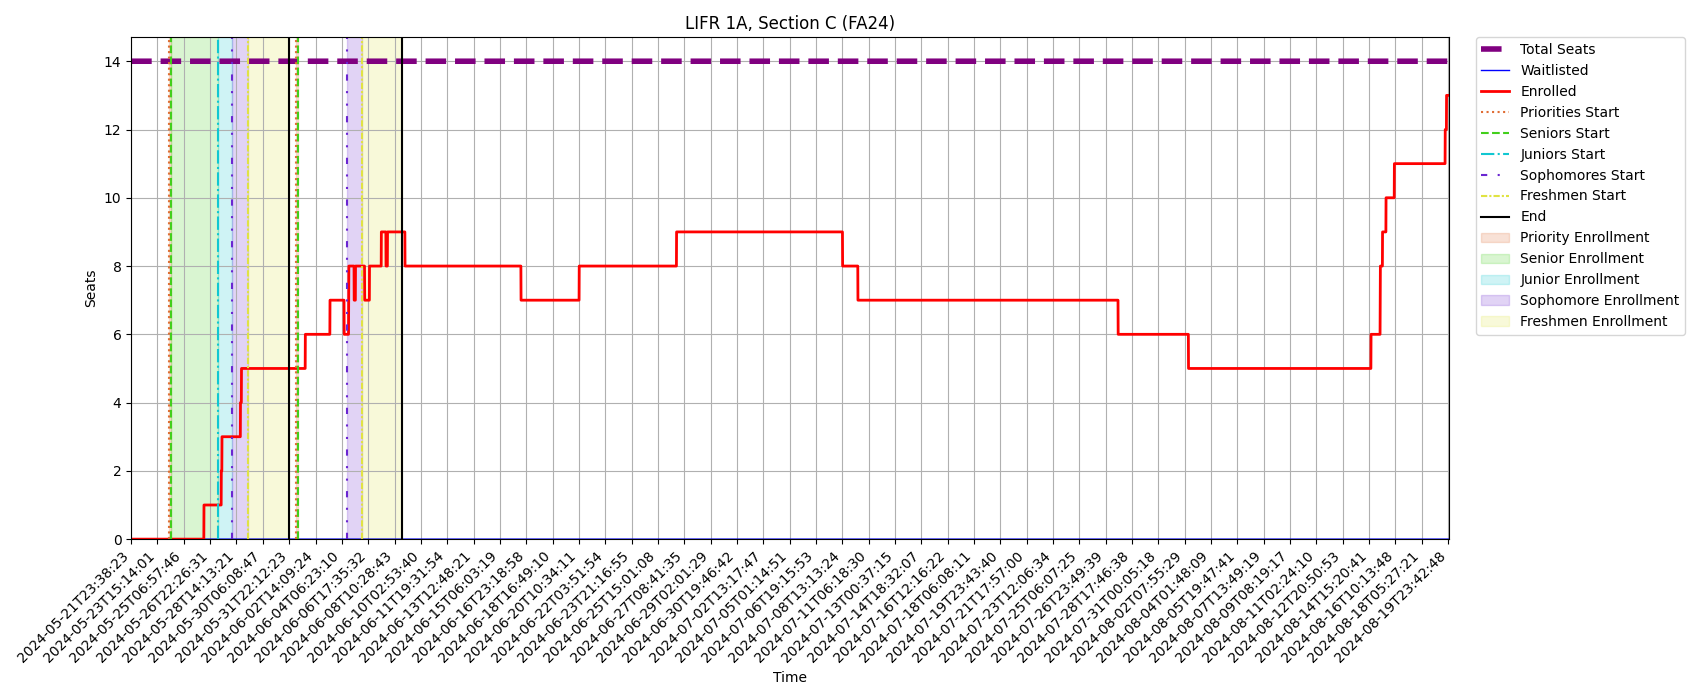 LIFR 1A, Section C (FA24)
Total Seats
Waitlisted
Enrolled
Priorities Start
Seniors Start
Juniors Start
Sophomores Start
Freshmen Start
End
Priority Enrollment
Senior Enrollment
Junior Enrollment
Sophomore Enrollment
Freshmen Enrollment
Seats
14
12
10
8
6
4
2
0
2024-05-21T23:38:23
2024-05-23T15:14:01
2024-05-25T06:57:46
2024-05-26T22:26:31
2024-05-28T14:13:21
2024-05-30T06:08:47
2024-05-31T22:12:23
2024-06-02T14:09:24
2024-06-04T06:23:10
2024-06-06T17:35:32
2024-06-08T10:28:43
2024-06-10T02:53:40
2024-06-11T19:31:54
2024-06-13T12:48:21
2024-06-15T06:03:19
2024-06-16T23:18:58
2024-06-18T16:49:10
2024-06-20T10:34:11
2024-06-22T03:51:54
2024-06-23T21:16:55
2024-06-25T15:01:08
2024-06-27T08:41:35
2024-06-29T02:01:29
2024-06-30T19:46:42
2024-07-02T13:17:47
2024-07-05T01:14:51
2024-07-06T19:15:53
2024-07-08T13:13:24
2024-07-11T06:18:30
2024-07-13T00:37:15
2024-07-14T18:32:07
2024-07-16T12:16:22
2024-07-18T06:08:11
2024-07-19T23:43:40
2024-07-21T17:57:00
2024-07-23T12:06:34
2024-07-25T06:07:25
2024-07-26T23:49:39
2024-07-28T17:46:38
2024-07-31T00:05:18
2024-08-02T07:55:29
2024-08-04T01:48:09
2024-08-05T19:47:41
2024-08-07T13:49:19
2024-08-09T08:19:17
2024-08-11T02:24:10
2024-08-12T20:50:53
2024-08-14T15:20:41
2024-08-16T10:13:48
2024-08-18T05:27:21
2024-08-19T23:42:48
Time